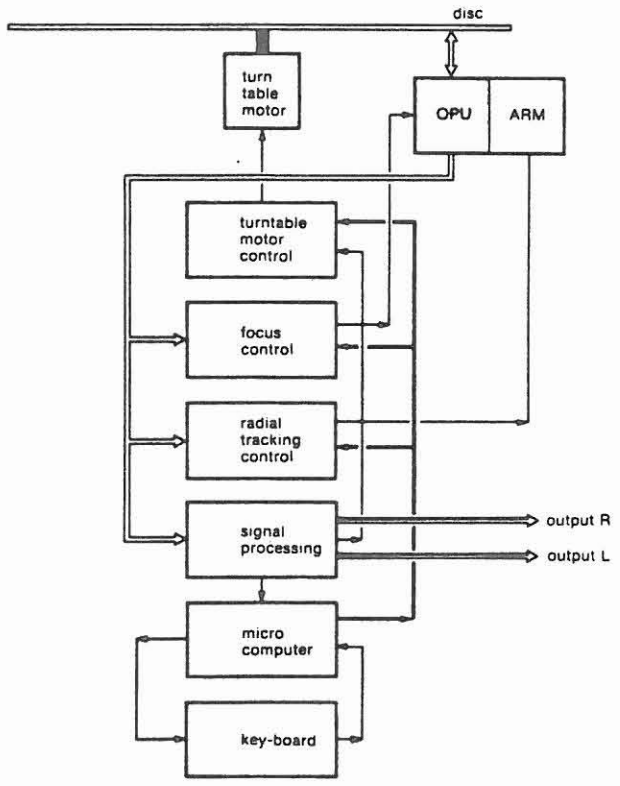 disc
turn
table
motor
OPU
ARM
turntable
motor
control
focus
control
radial
tracking
control
signal
processing
output R
output L
micro
computer
key-board